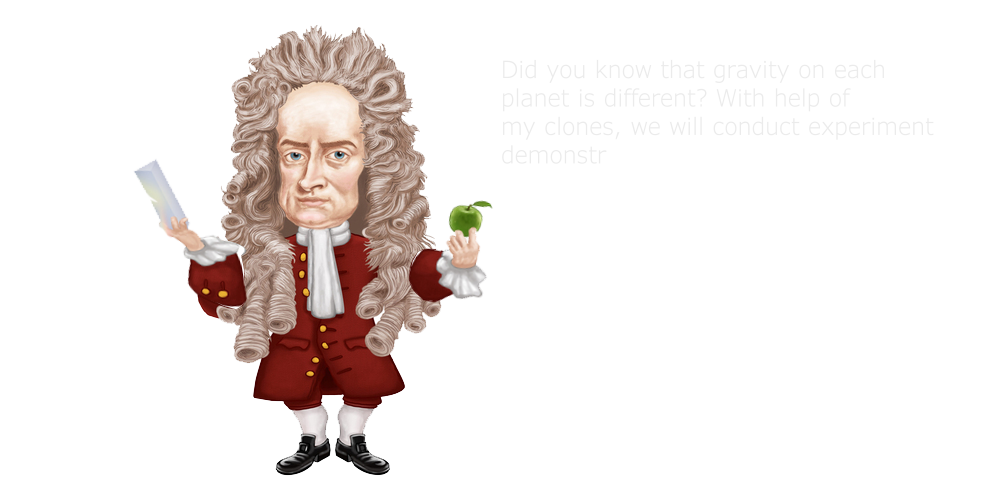 Did you know that gravity on each
planet is different? With help of
my clones, we will conduct experiment
demonstr